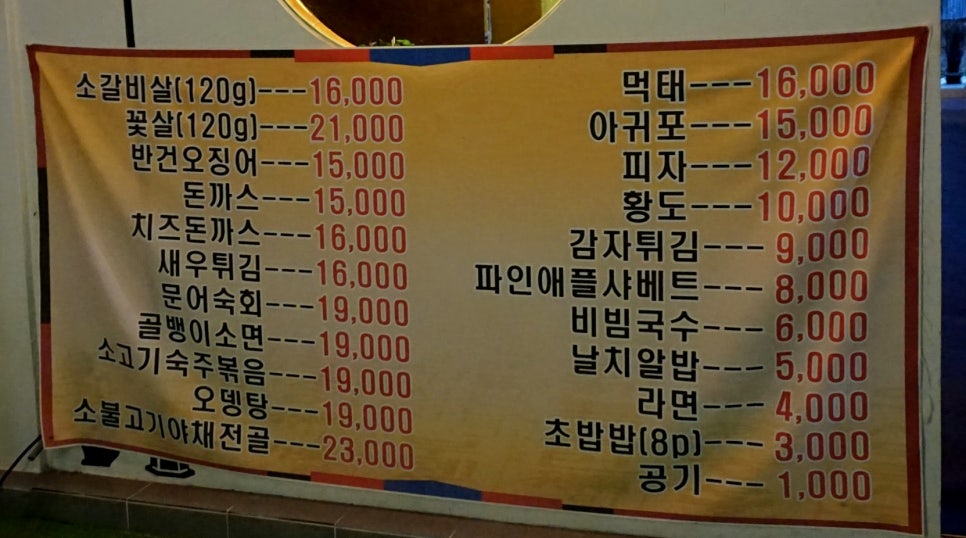 소갈비살(120g)---16,000
꽃살(120g)---21,000
반건오징어---15,000
돈까스---15,000
치즈돈까스---16,000
새우튀김---16,000
문어숙회---19,000
골뱅이소면---19,000
소고기숙주볶음---19,000
오뎅탕---19,000
소불고기야채전골---23,000
먹태---16,000
아귀포---15,000
피자---12,000
황도---10,000
감자튀김---9,000
파인애플샤베트---8,000
비빔국수---6,000
날치알밥---5,000
라면---4,000
초밥밥(8p)---3,000
공기---1,000